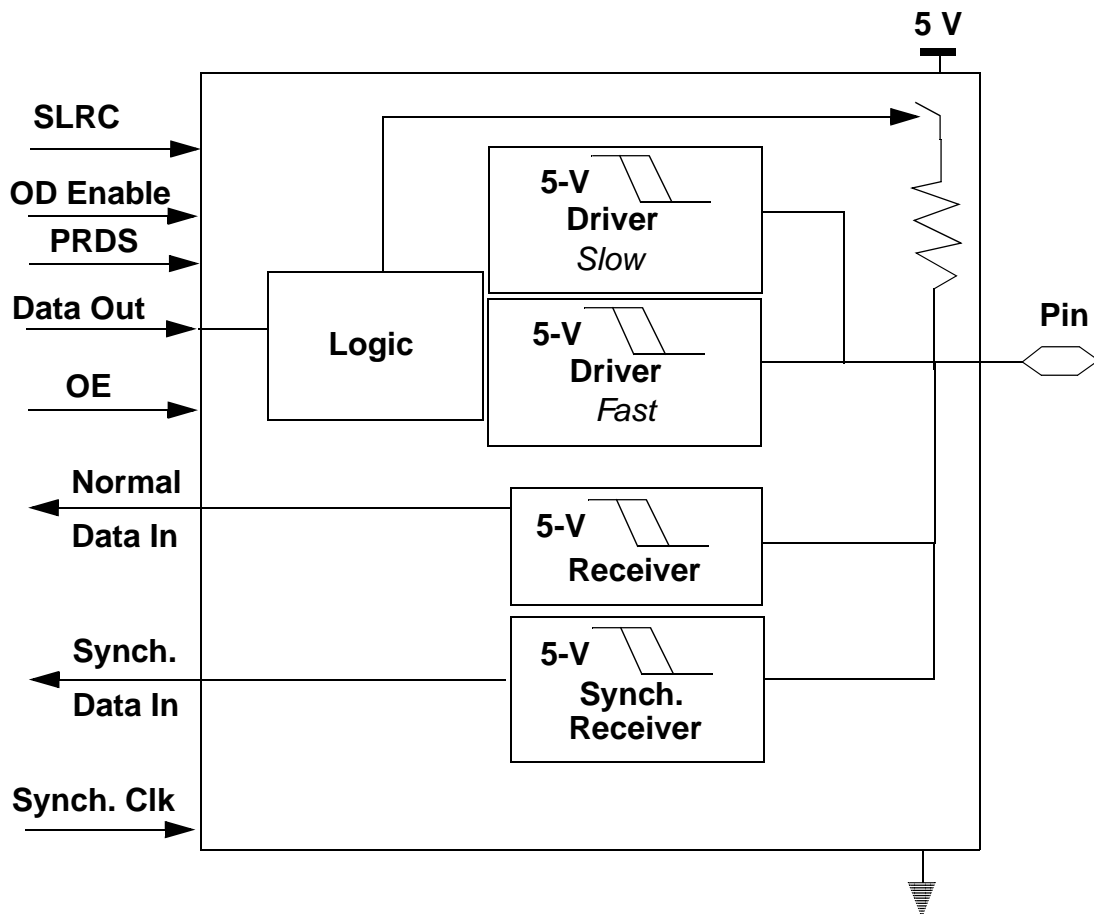 5 V
SLRC
OD Enable
PRDS
Data Out
OE
Normal
Data In
Synch.
Data In
Synch. Clk
Logic
5-V
Driver
Slow
5-V
Driver
Fast
5-V
Receiver
5-V
Synch.
Receiver
Pin